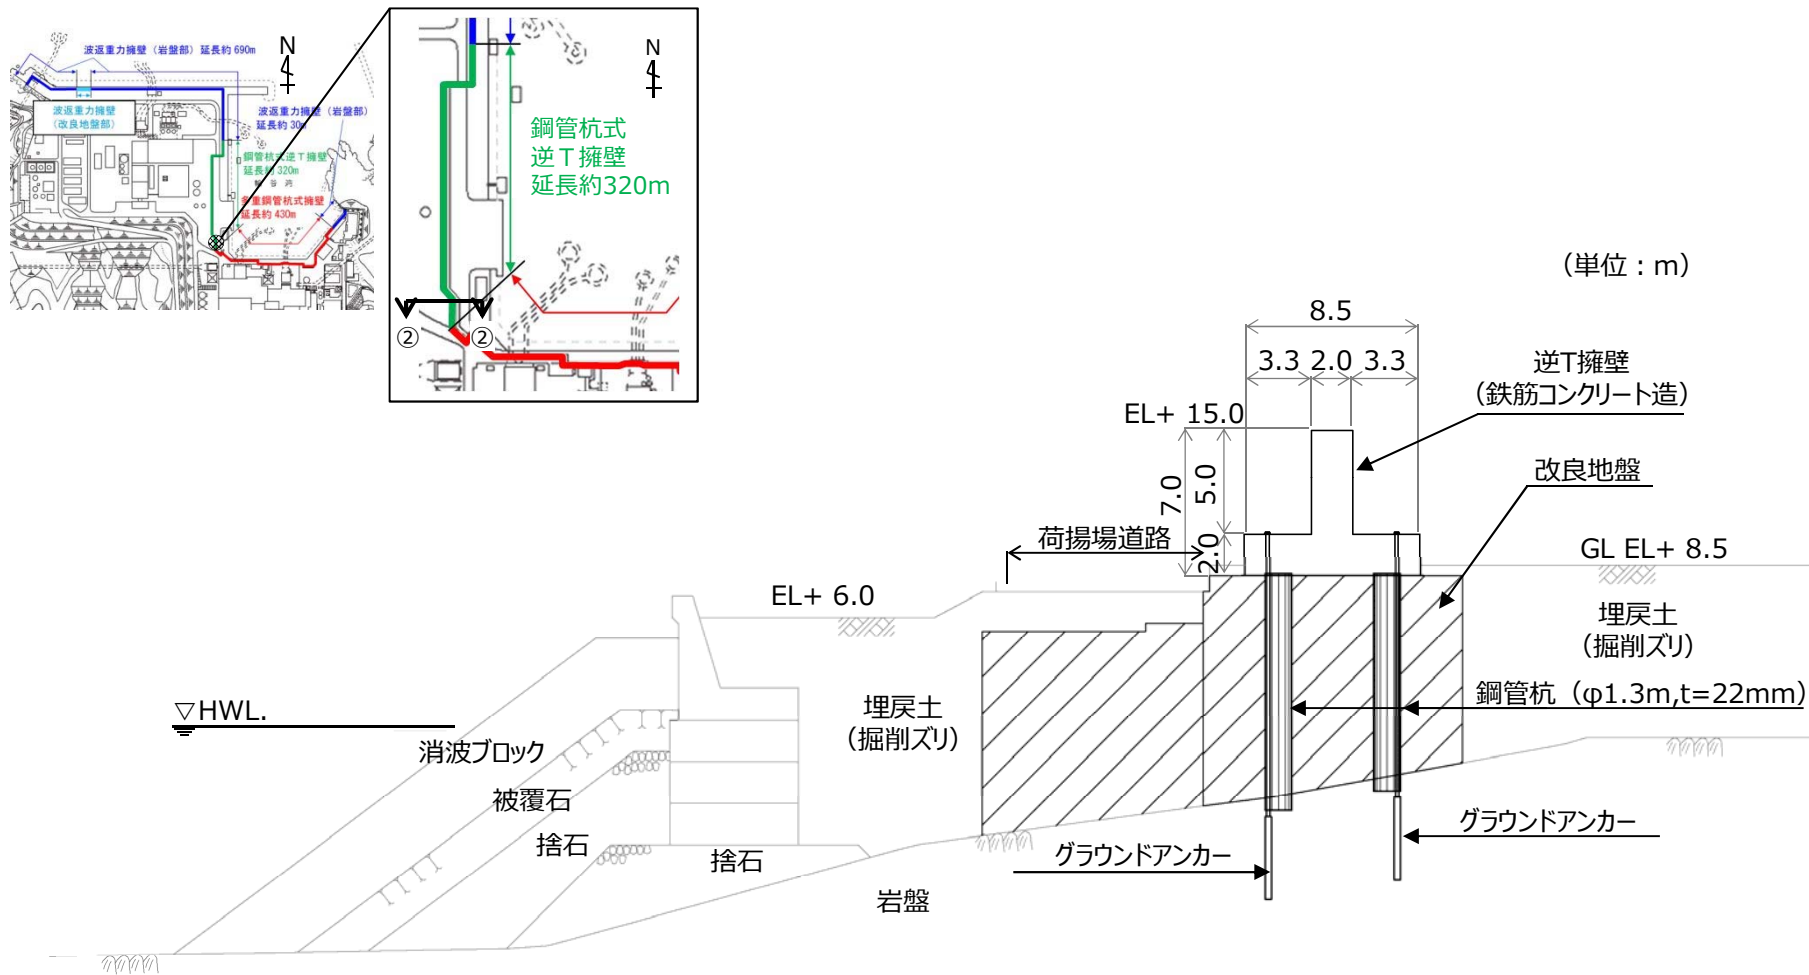 波返重力擁壁（岩盤部）延長約690m
N
波返重力擁壁
（改良地盤部）
波返重力擁壁（岩盤部）
延長約30m
鋼管杭式逆Ｔ擁壁
延長約320m
多重鋼管杭式擁壁
延長約430m
N
鋼管杭式
逆Ｔ擁壁
延長約320m
②
②
（単位：m）
8.5
3.3
2.0
3.3
逆T擁壁
（鉄筋コンクリート造）
EL+ 15.0
7.0
5.0
2.0
改良地盤
荷揚場道路
GL EL+ 8.5
EL+ 6.0
埋戻土
（掘削ズリ）
鋼管杭（φ1.3m,t=22mm）
埋戻土
（掘削ズリ）
▽HWL.
消波ブロック
被覆石
捨石
捨石
グラウンドアンカー
グラウンドアンカー
岩盤